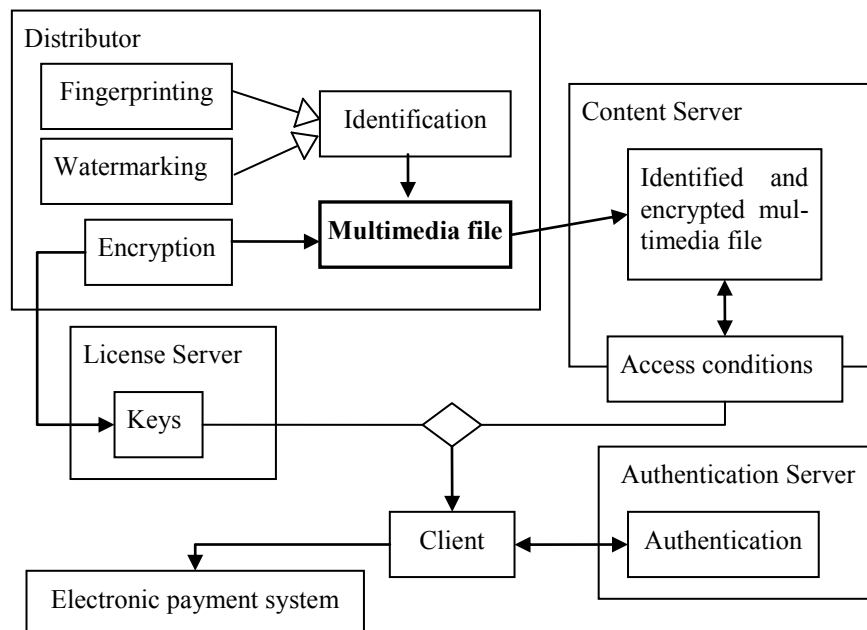 Distributor
Fingerprinting
Identification
Watermarking
Encryption
Multimedia file
Content Server
Identified and
encrypted mul-
timedia file
Access conditions
License Server
Keys
Authentication Server
Client
Authentication
Electronic payment system